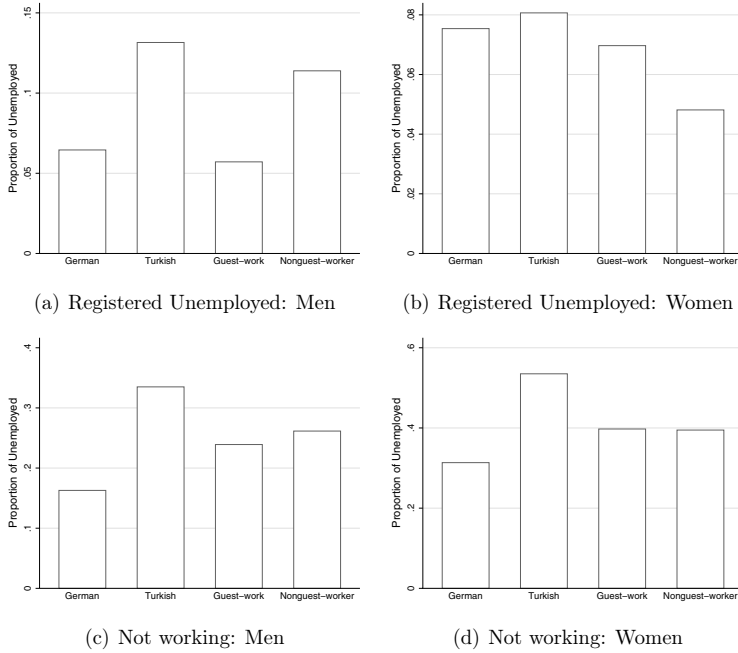 Proportion of Unemployed
0 .05 .1 .15
German Turkish Guest−work Nonguest−worker
(a) Registered Unemployed: Men
Proportion of Unemployed
0 .02 .04 .06 .08
German Turkish Guest−work Nonguest−worker
(b) Registered Unemployed: Women
Proportion of Unemployed
0 .1 .2 .3 .4
German Turkish Guest−work Nonguest−worker
(c) Not working: Men
Proportion of Unemployed
0 .2 .4 .6
German Turkish Guest−work Nonguest−worker
(d) Not working: Women